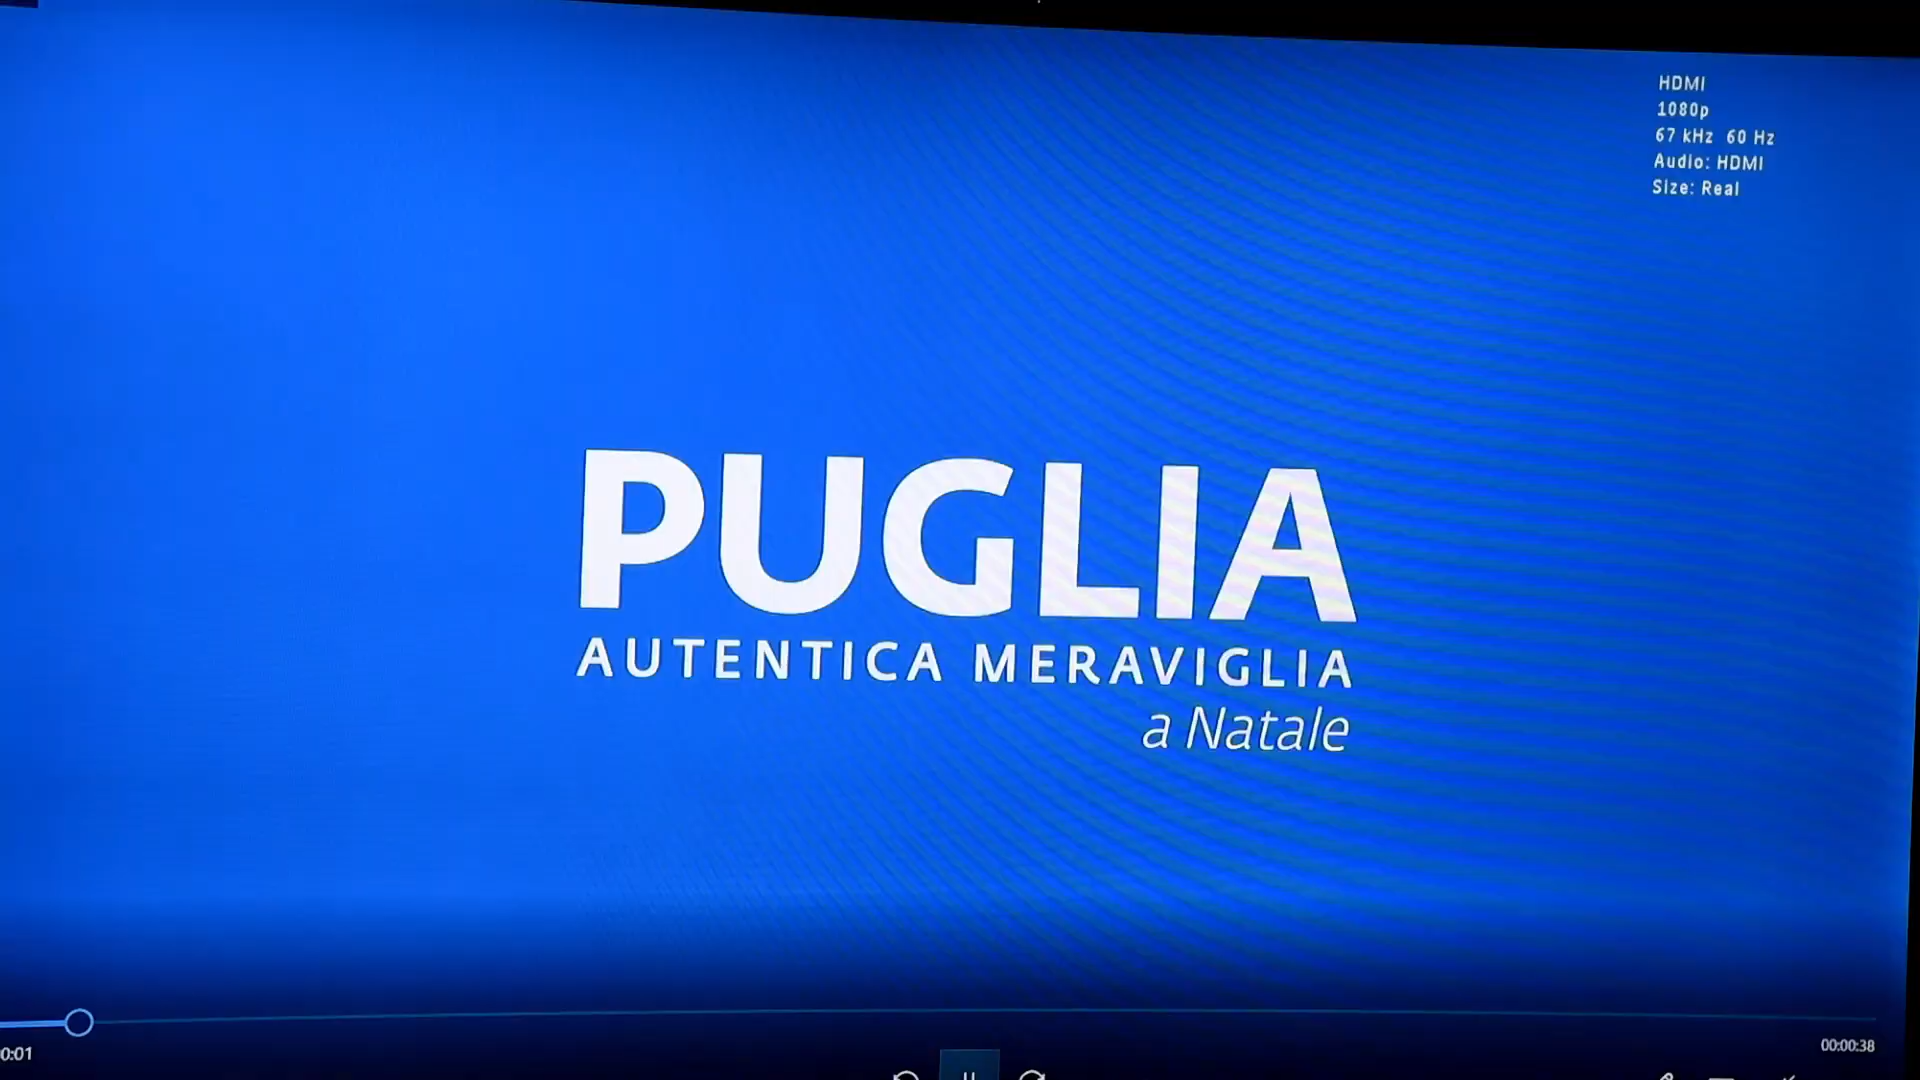 HDMI
1080p
67 kHz 60 Hz
Audio: HDMI
Size: Real
PUGLIA
AUTENTICA MERAVIGLIA
a Natale
0:01
00:00:38